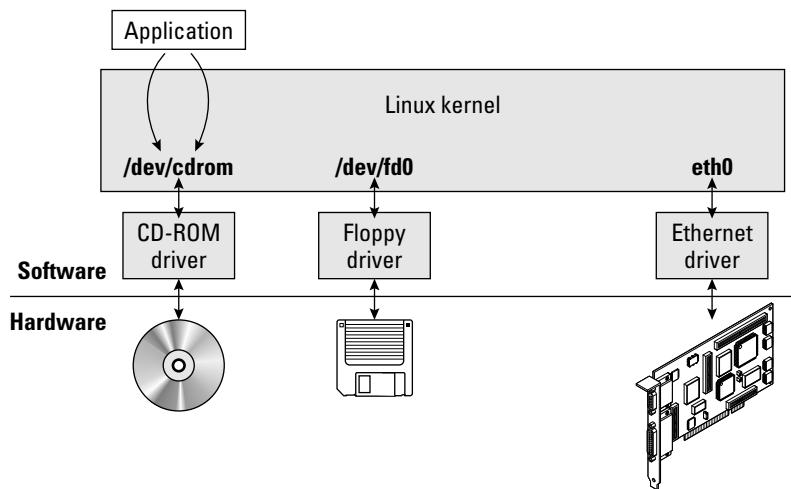 Application
Linux kernel
/dev/cdrom
/dev/fd0
eth0
CD-ROM
driver
Floppy
driver
Ethernet
driver
Software
Hardware